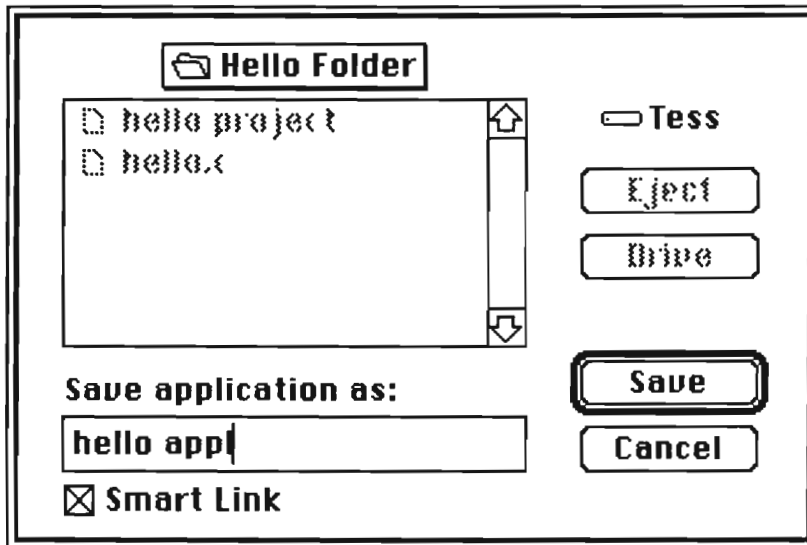 Hello Folder
hello project
hello.c
Tess
Eject
Drive
Save application as:
hello appl
Save
Cancel
Smart Link